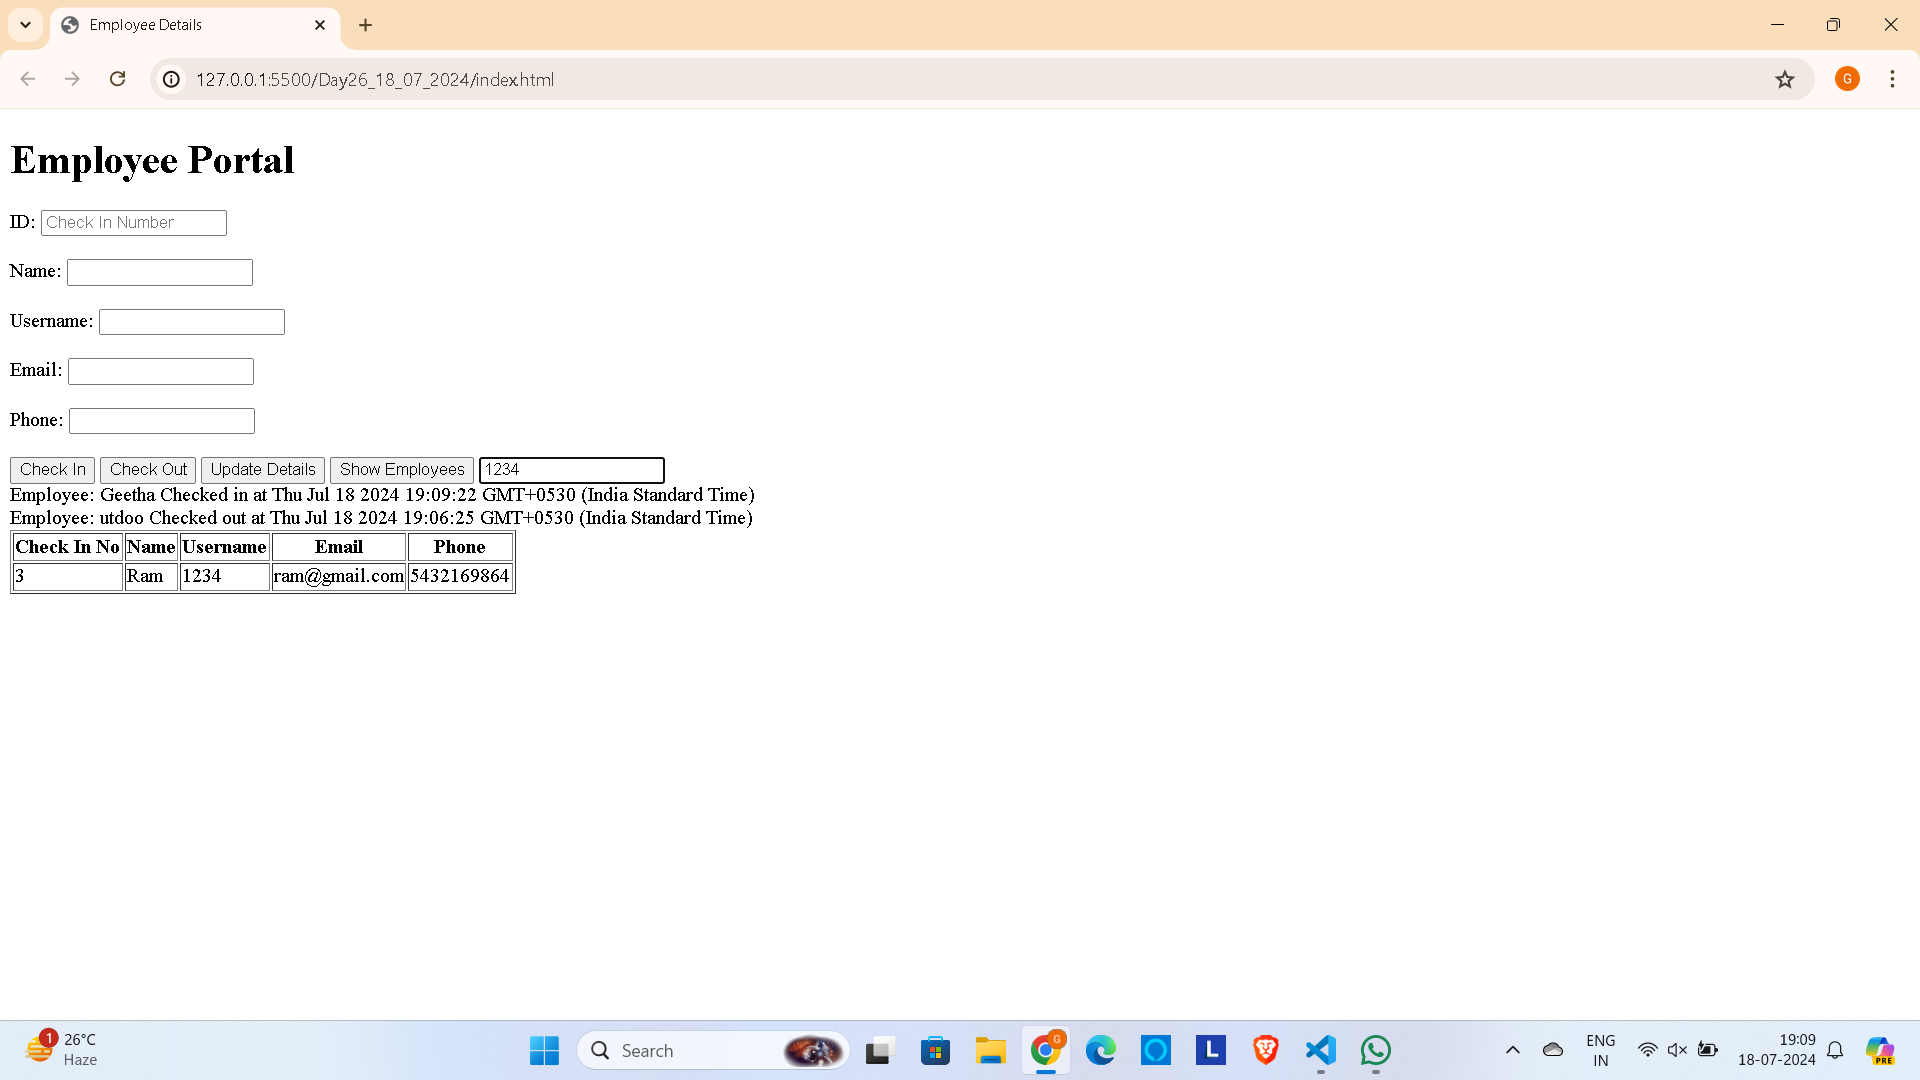 Employee Details
127.0.0.1:5500/Day26_18_07_2024/index.html
G
Employee Portal
ID: Check In Number
Name:
Username:
Email:
Phone:
Check In Check Out Update Details Show Employees 1234
Employee: Geetha Checked in at Thu Jul 18 2024 19:09:22 GMT+0530 (India Standard Time)
Employee: utdoo Checked out at Thu Jul 18 2024 19:06:25 GMT+0530 (India Standard Time)
Check In No Name Username Email Phone
3 Ram 1234 ram@gmail.com 5432169864
1 26°C
Haze
Search
G
L
ENG
IN
19:09
18-07-2024
PRE